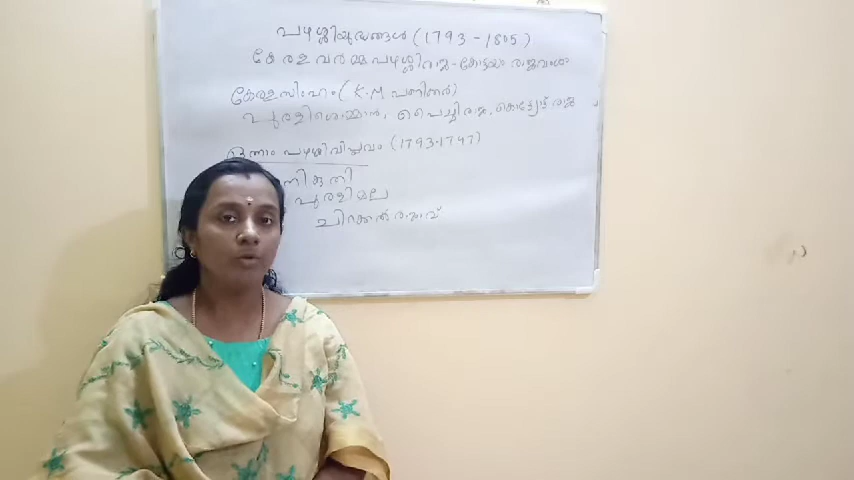 പഴശ്ശിയുദ്ധങ്ങൾ (1793 - 1805)
കേരളവർമ്മ പഴശ്ശിരാജ - കോട്ടയം രാജവംശം
കേരളസിംഹം (K.M പണിക്കർ)
പുരളിശെമ്മാൻ, പൈച്ചിരാജ, കൊട്ട്യോട്ട് രാജ
ഒന്നാം പഴശ്ശിവിപ്ലവം (1793-1797)
നികുതി
പുരളിമല
ചിറക്കൽ രാജാവ്